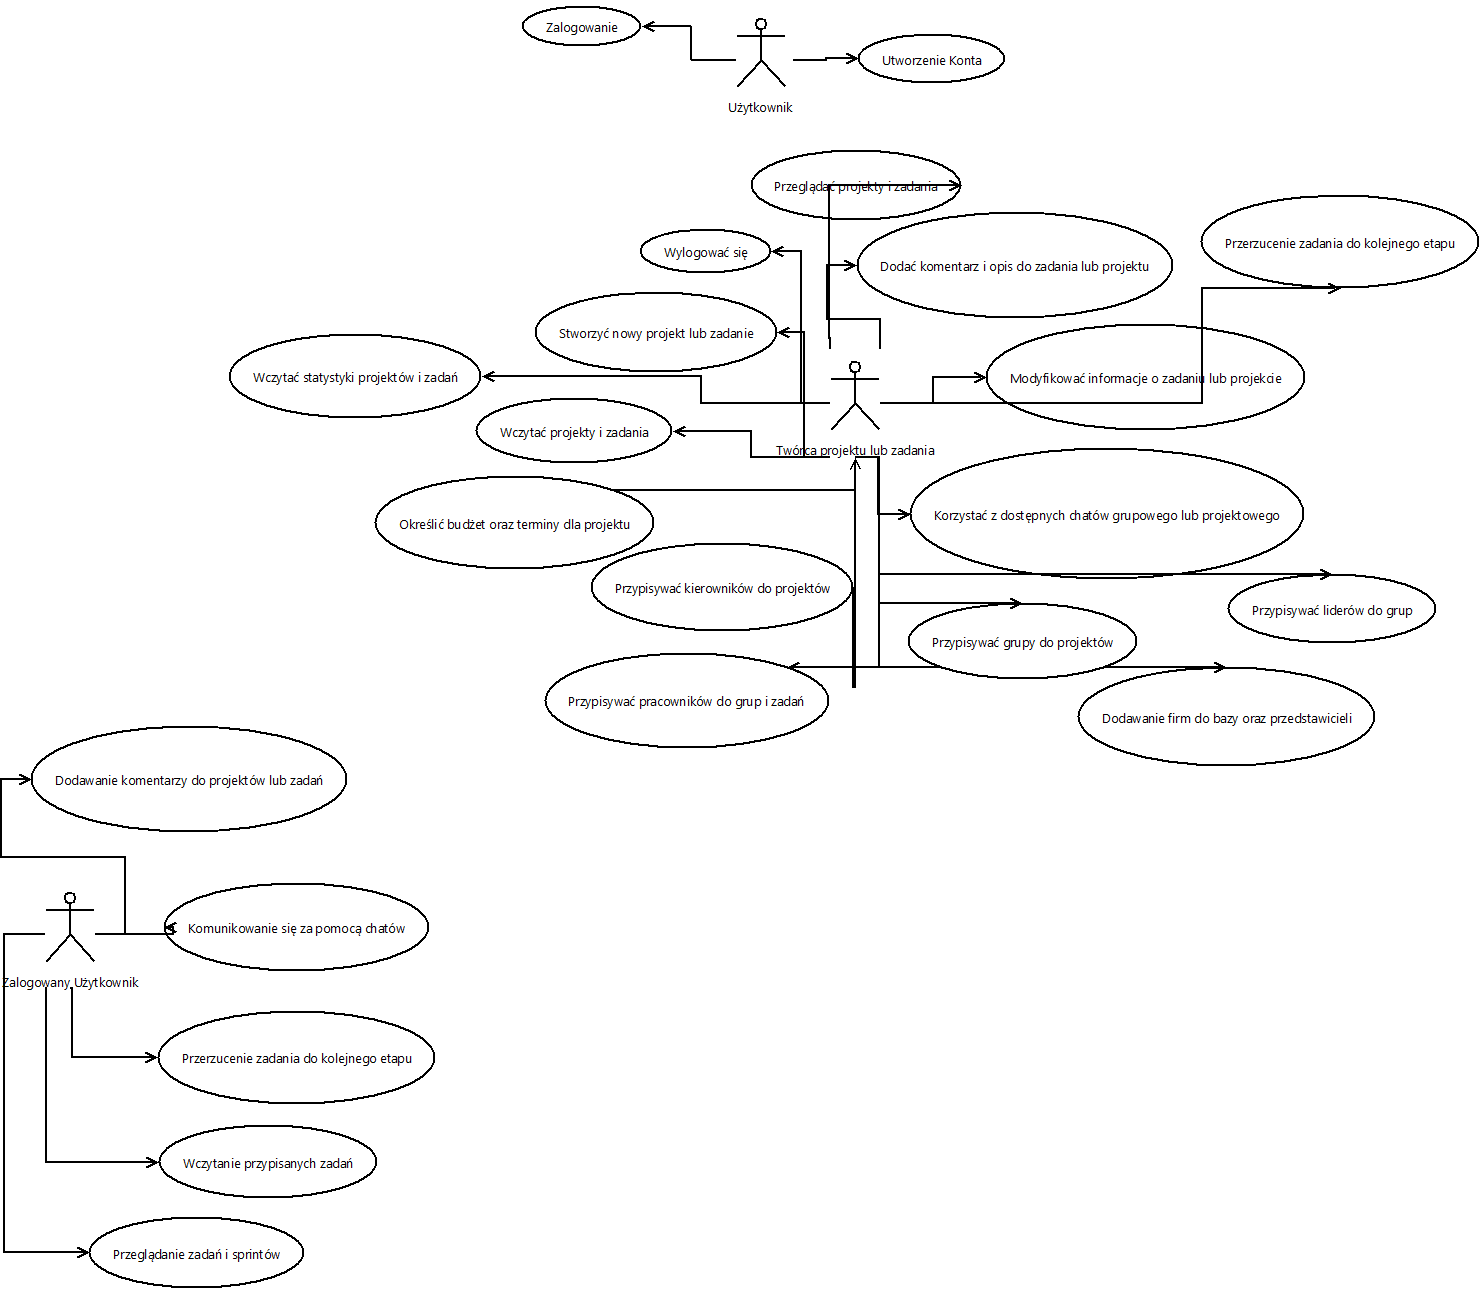 Zalogowanie
Utworzenie Konta
Użytkownik
Przeglądać projekty i zadania
Przerzucenie zadania do kolejnego etapu
Wylogować się
Dodać komentarz i opis do zadania lub projektu
Stworzyć nowy projekt lub zadanie
Wczytać statystyki projektów i zadań
Modyfikować informacje o zadaniu lub projekcie
Wczytać projekty i zadania
Twórca projektu lub zadania
Określić budżet oraz terminy dla projektu
Korzystać z dostępnych chatów grupowego lub projektowego
Przypisywać kierowników do projektów
Przypisywać liderów do grup
Przypisywać grupy do projektów
Przypisywać pracowników do grup i zadań
Dodawanie firm do bazy oraz przedstawicieli
Dodawanie komentarzy do projektów lub zadań
Komunikowanie się za pomocą chatów
Zalogowany Użytkownik
Przerzucenie zadania do kolejnego etapu
Wczytanie przypisanych zadań
Przeglądanie zadań i sprintów